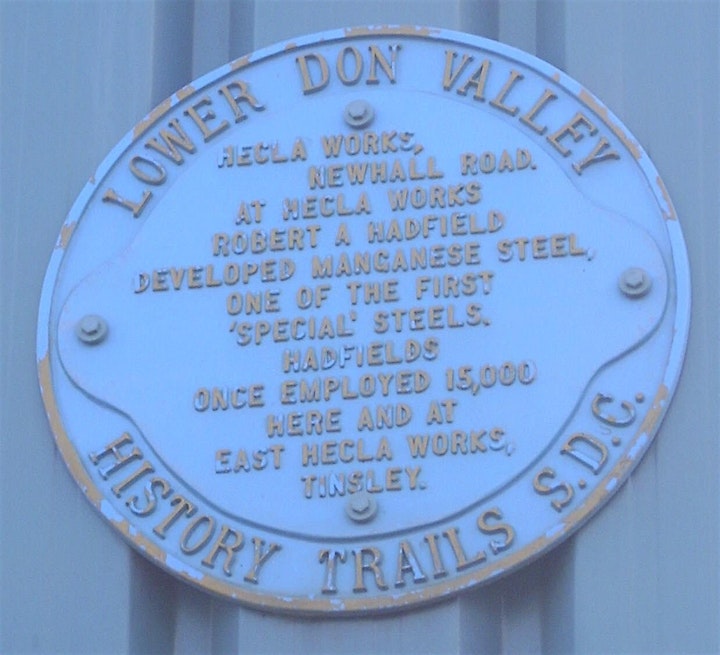 LOWER DON VALLEY
HECLA WORKS,
NEWHALL ROAD.
AT HECLA WORKS
ROBERT A HADFIELD
DEVELOPED MANGANESE STEEL,
ONE OF THE FIRST
'SPECIAL' STEELS.
HADFIELDS
ONCE EMPLOYED 15,000
HERE AND AT
EAST HECLA WORKS,
TINSLEY.
HISTORY TRAILS S.D.C.